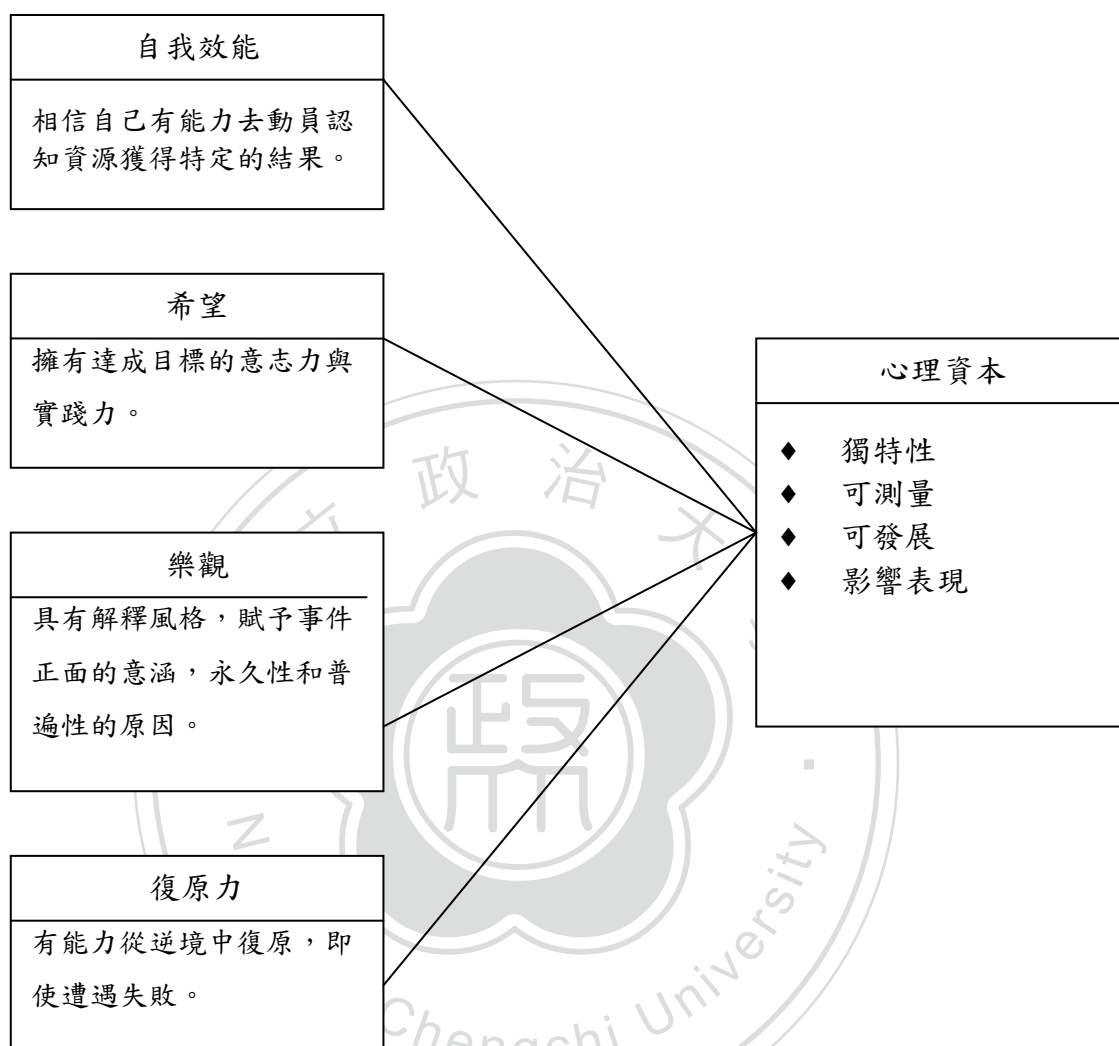 自我效能
相信自己有能力去動員認
知資源獲得特定的結果。
希望
擁有達成目標的意志力與
實踐力。
樂觀
具有解釋風格，賦予事件
正面的意涵，永久性和普
遍性的原因。
復原力
有能力從逆境中復原，即
使遭遇失敗。
心理資本
♦ 獨特性
♦ 可測量
♦ 可發展
♦ 影響表現
政治大
政
Chengchi University